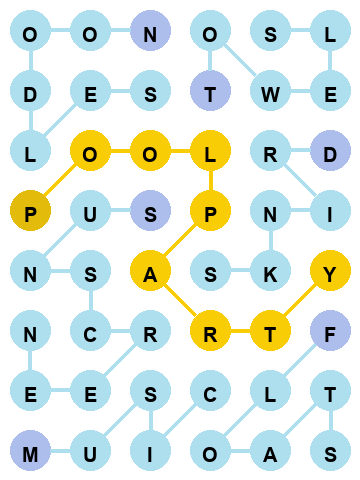 O O N O S L
D E S T W E
L O O L R D
P U S P N I
N S A S K Y
N C R R T F
E E S C L T
M U I O A S